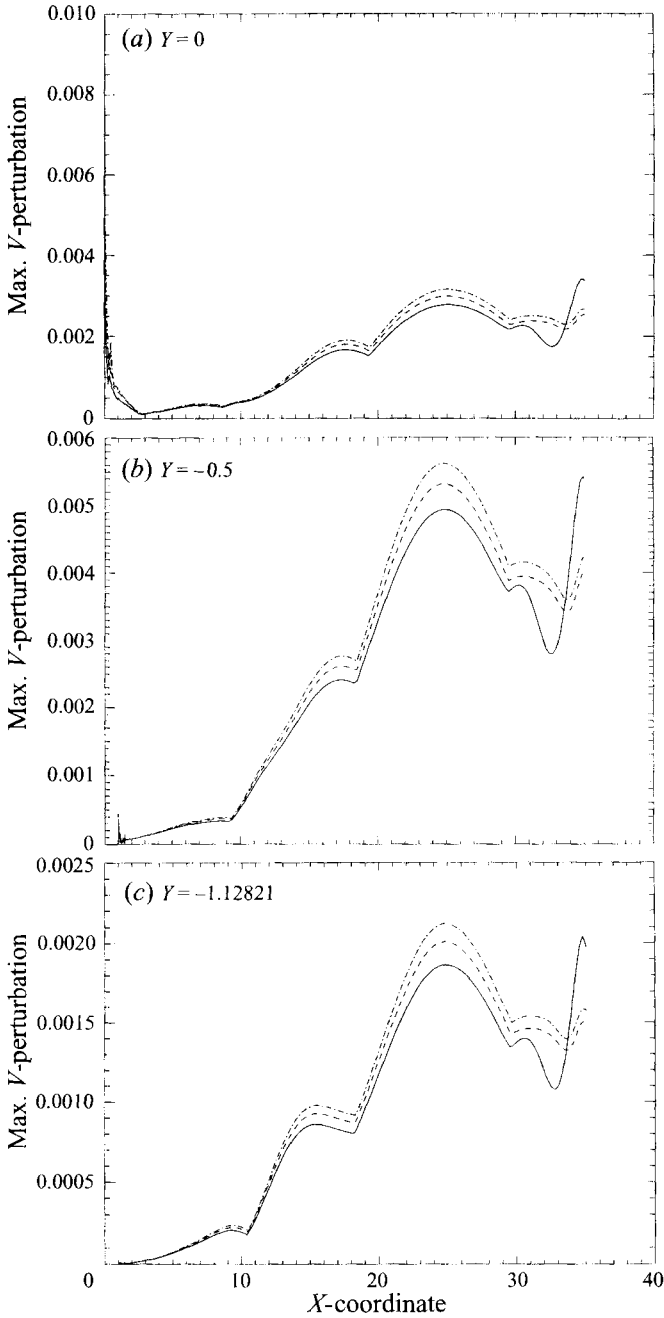 0.010
(a) Y = 0
0.008
0.006
0.004
0.002
0
Max. V-perturbation
0.006
(b) Y = −0.5
0.005
0.004
0.003
0.002
0.001
0
Max. V-perturbation
0.0025
(c) Y = −1.12821
0.0020
0.0015
0.0010
0.0005
Max. V-perturbation
0 10 20 30 40
X-coordinate